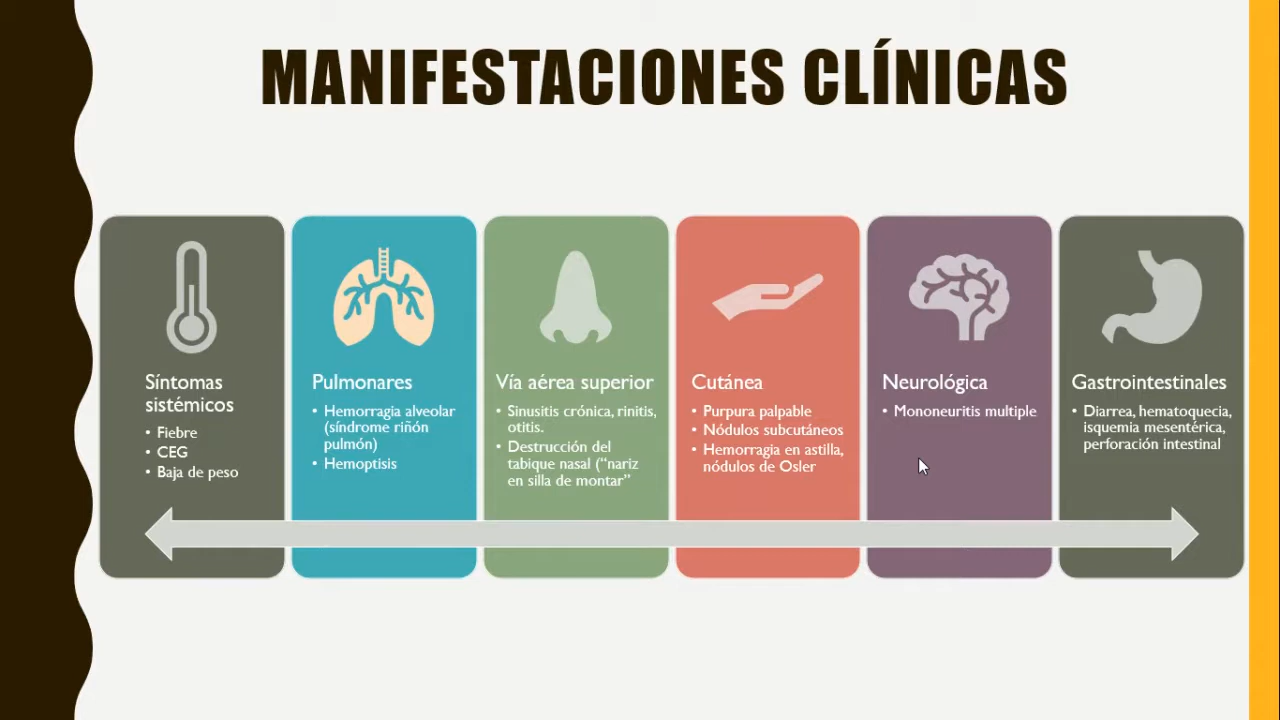 MANIFESTACIONES CLÍNICAS
Síntomas
sistémicos
• Fiebre
• CEG
• Baja de peso
Pulmonares
• Hemorragia alveolar
(síndrome riñón
pulmón)
• Hemoptisis
Vía aérea superior
• Sinusitis crónica, rinitis,
otitis.
• Destrucción del
tabique nasal (“nariz
en silla de montar”
Cutánea
• Purpura palpable
• Nódulos subcutáneos
• Hemorragia en astilla,
nódulos de Osler
Neurológica
• Mononeuritis multiple
Gastrointestinales
• Diarrea, hematoquecia,
isquemia mesentérica,
perforación intestinal